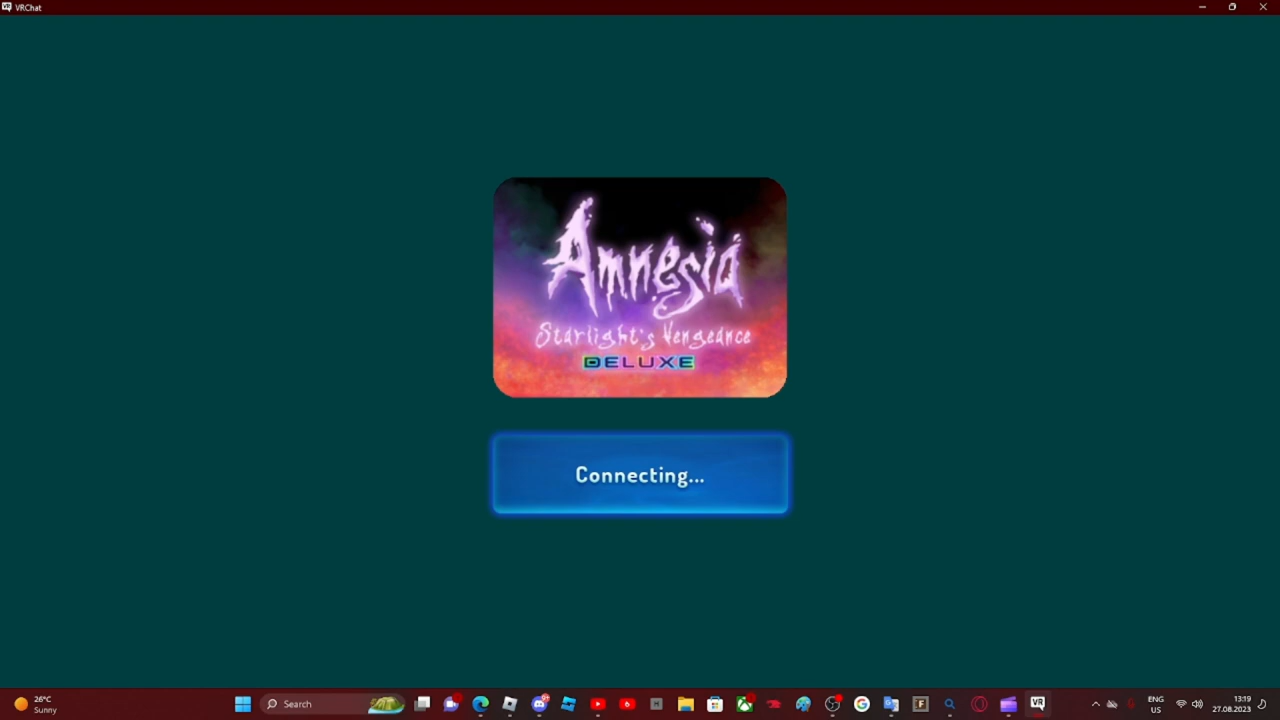 VRChat
Amnesia
Starlight's Vengeance
DELUXE
Connecting...
26°C
Sunny
Search
ENG
US
13:19
27.08.2023